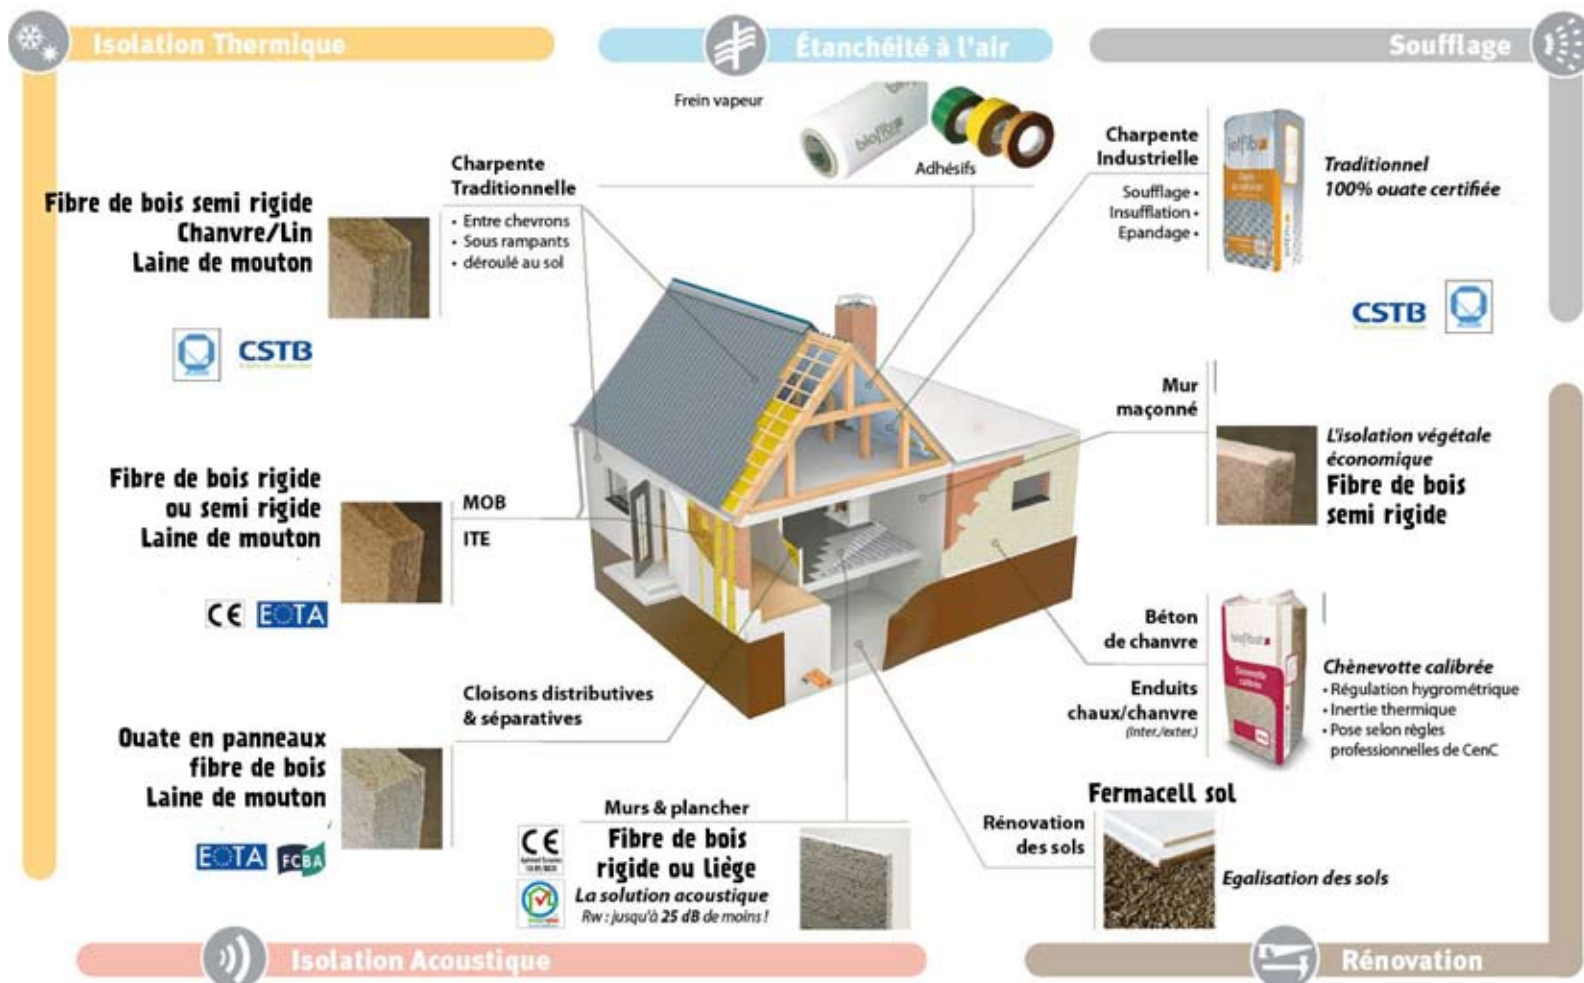 Isolation Thermique
Étanchéité à l'air
Soufflage
Frein vapeur
biofib
Adhésifs
Charpente
Traditionnelle
• Entre chevrons
• Sous rampants
• déroulé au sol
Fibre de bois semi rigide
Chanvre/Lin
Laine de mouton
CSTB
Charpente
Industrielle
Soufflage •
Insufflation •
Epandage •
jetfib
Traditionnel
100% ouate certifiée
CSTB
Mur
maçonné
L'isolation végétale
économique
Fibre de bois
semi rigide
Fibre de bois rigide
ou semi rigide
Laine de mouton
MOB
ITE
CE
EOTA
Béton
de chanvre
Enduits
chaux/chanvre
(Inter./exter.)
biofibat
Chènevotte
calibrée
Chènevotte calibrée
• Régulation hygrométrique
• Inertie thermique
• Pose selon règles
professionnelles de CenC
Cloisons distributives
& séparatives
Ouate en panneaux
fibre de bois
Laine de mouton
EOTA
FCBA
Murs & plancher
CE
Fibre de bois
rigide ou liège
La solution acoustique
Rw : jusqu'à 25 dB de moins !
Rénovation
des sols
Fermacell sol
Egalisation des sols
Isolation Acoustique
Rénovation